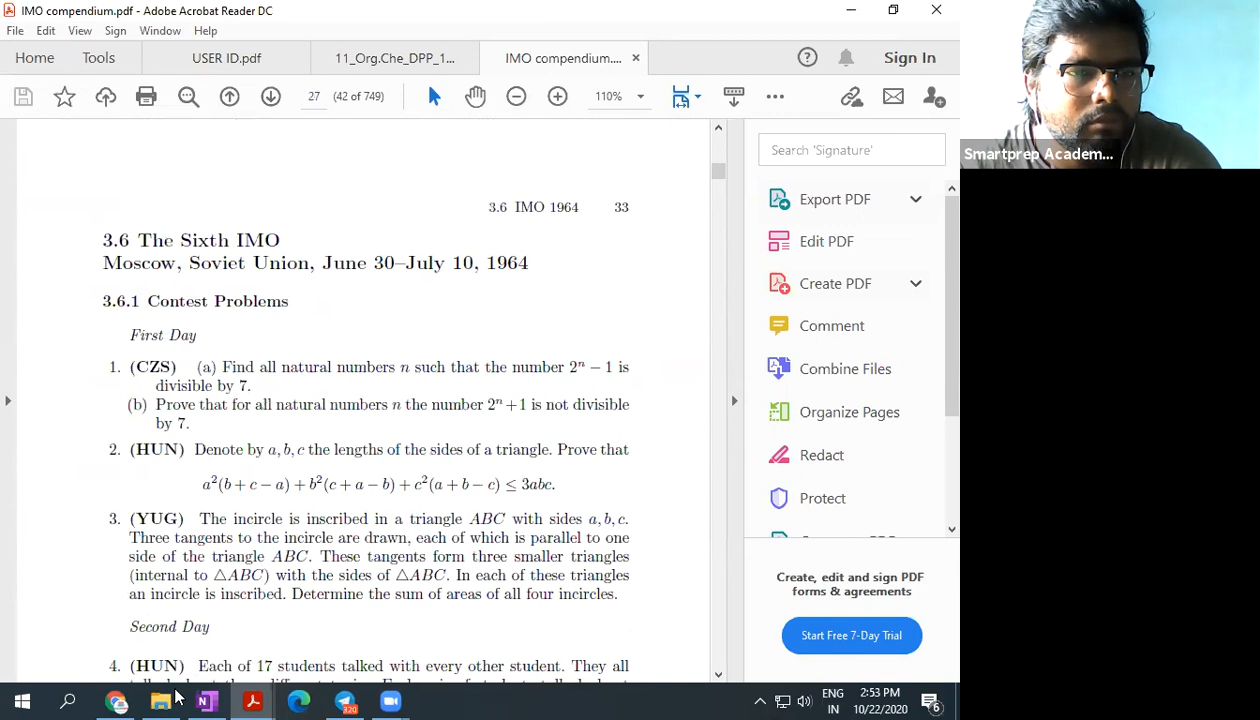 IMO compendium.pdf - Adobe Acrobat Reader DC
File Edit View Sign Window Help
Home Tools USER ID.pdf 11_Org.Che_DPP_1... IMO compendium.... Sign In
27 (42 of 749) 110%
Smartprep Academ...
Search 'Signature'
3.6 IMO 1964 33
3.6 The Sixth IMO
Moscow, Soviet Union, June 30–July 10, 1964
3.6.1 Contest Problems
First Day
1. (CZS) (a) Find all natural numbers n such that the number 2ⁿ − 1 is
divisible by 7.
(b) Prove that for all natural numbers n the number 2ⁿ+1 is not divisible
by 7.
2. (HUN) Denote by a, b, c the lengths of the sides of a triangle. Prove that
a²(b + c − a) + b²(c + a − b) + c²(a + b − c) ≤ 3abc.
3. (YUG) The incircle is inscribed in a triangle ABC with sides a, b, c.
Three tangents to the incircle are drawn, each of which is parallel to one
side of the triangle ABC. These tangents form three smaller triangles
(internal to △ABC) with the sides of △ABC. In each of these triangles
an incircle is inscribed. Determine the sum of areas of all four incircles.
Second Day
4. (HUN) Each of 17 students talked with every other student. They all
Export PDF
Edit PDF
Create PDF
Comment
Combine Files
Organize Pages
Redact
Protect
Create, edit and sign PDF
forms & agreements
Start Free 7-Day Trial
N
320
ENG
IN
2:53 PM
10/22/2020
6